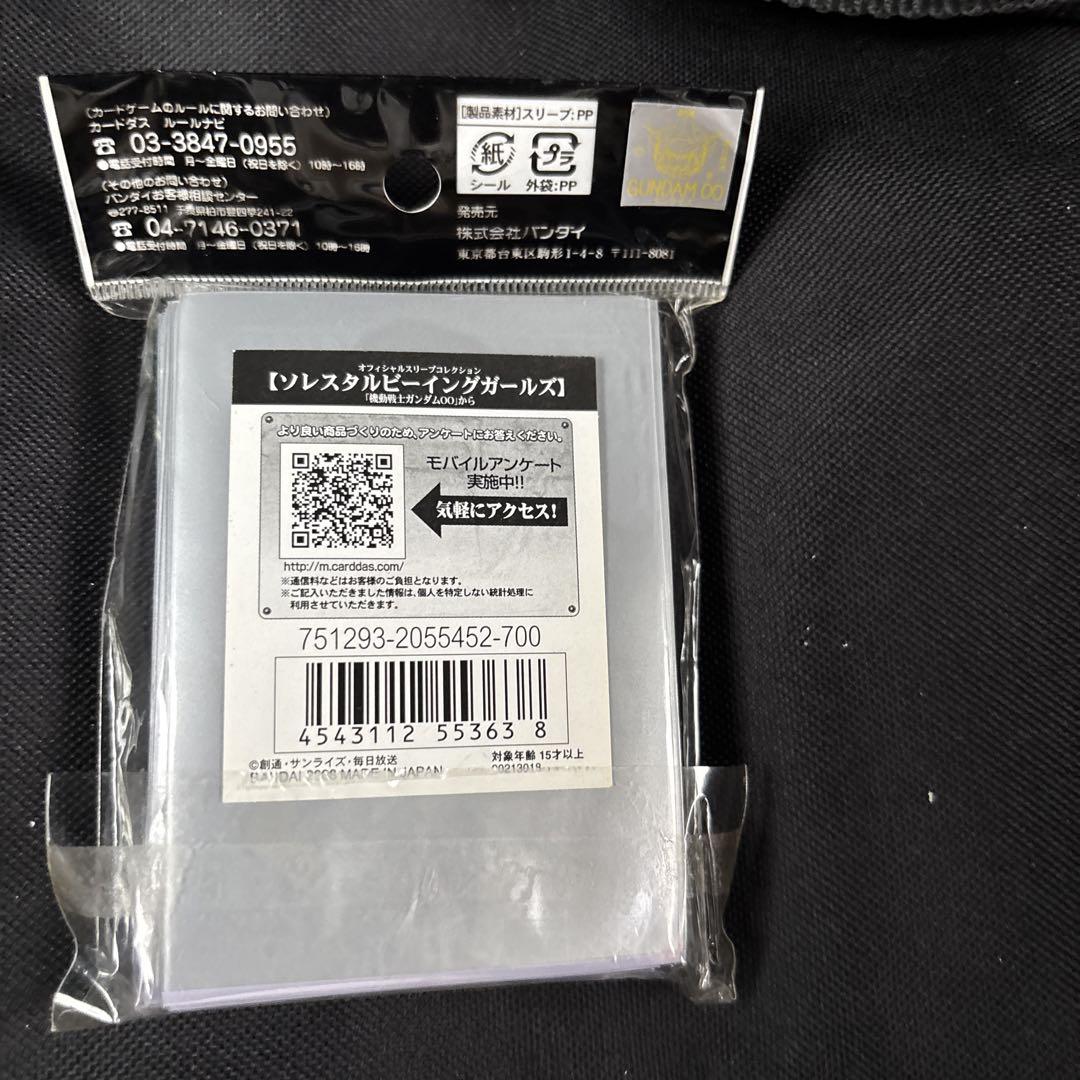 (カードゲームのルールに関するお問い合わせ)
カードダス ルールナビ
☎ 03-3847-0955
●電話受付時間 月～金曜日(祝日を除く)10時～16時
(その他のお問い合わせ)
バンダイお客様相談センター
〒277-8511 千葉県柏市豊四季241-22
☎ 04-7146-0371
●電話受付時間 月～金曜日(祝日を除く)10時～16時
[製品素材]スリーブ:PP
紙
プラ
シール 外袋:PP
発売元
株式会社バンダイ
東京都台東区駒形1-4-8 〒111-8081
GUNDAM OO
オフィシャルスリーブコレクション
【ソレスタルビーイングガールズ】
「機動戦士ガンダムOO」から
より良い商品づくりのため、アンケートにお答えください。
モバイルアンケート
実施中!!
気軽にアクセス!
http://m.carddas.com/
※通信料などはお客様のご負担となります。
※ご記入いただきました情報は、個人を特定しない統計処理に
利用させていただきます。
751293-2055452-700
4543112 55363 8
©創通・サンライズ・毎日放送
対象年齢 15才以上
BANDAI 2008 MADE IN JAPAN